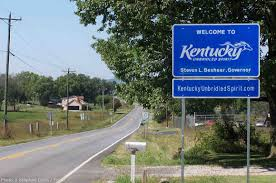 WELCOME TO
Kentucky
UNBRIDLED SPIRIT
Steven L. Beshear, Governor
KentuckyUnbridledSpirit.com